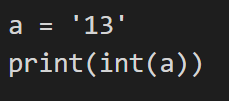 a = '13'
print(int(a))